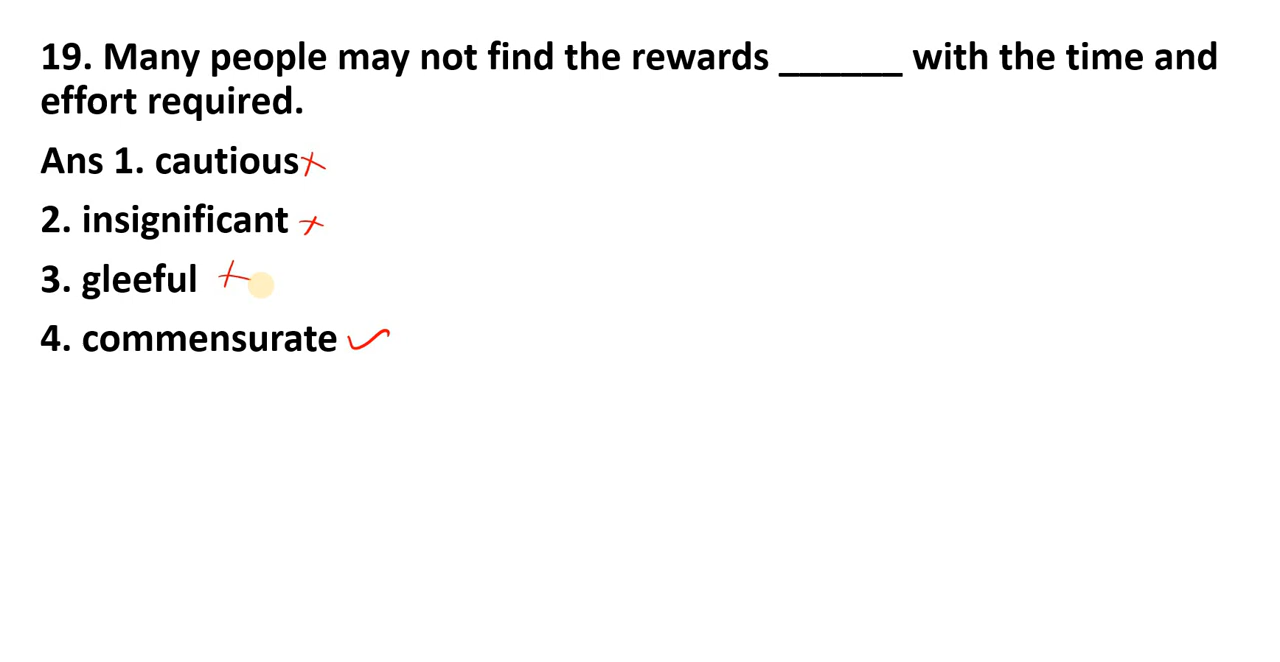 19. Many people may not find the rewards ______ with the time and
effort required.
Ans 1. cautious
2. insignificant
3. gleeful
4. commensurate